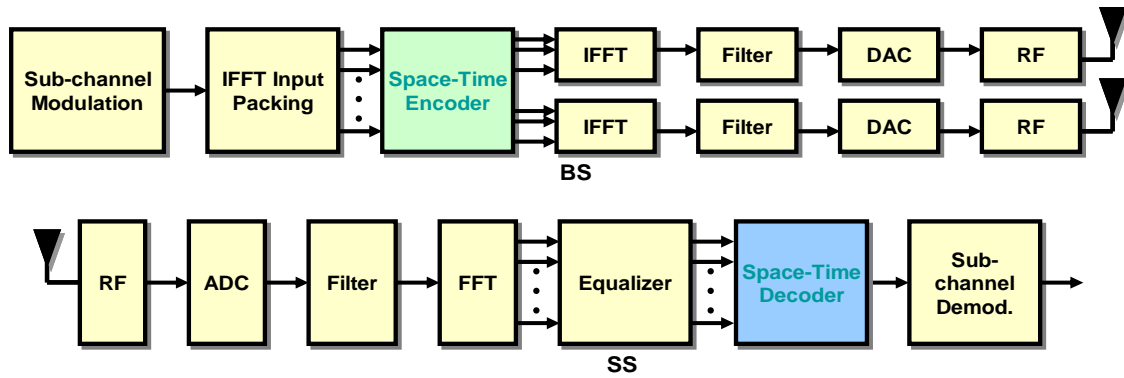 Sub-channel
Modulation
IFFT Input
Packing
Space-Time
Encoder
IFFT
Filter
DAC
RF
IFFT
Filter
DAC
RF
BS
RF
ADC
Filter
FFT
Equalizer
Space-Time
Decoder
Sub-
channel
Demod.
SS